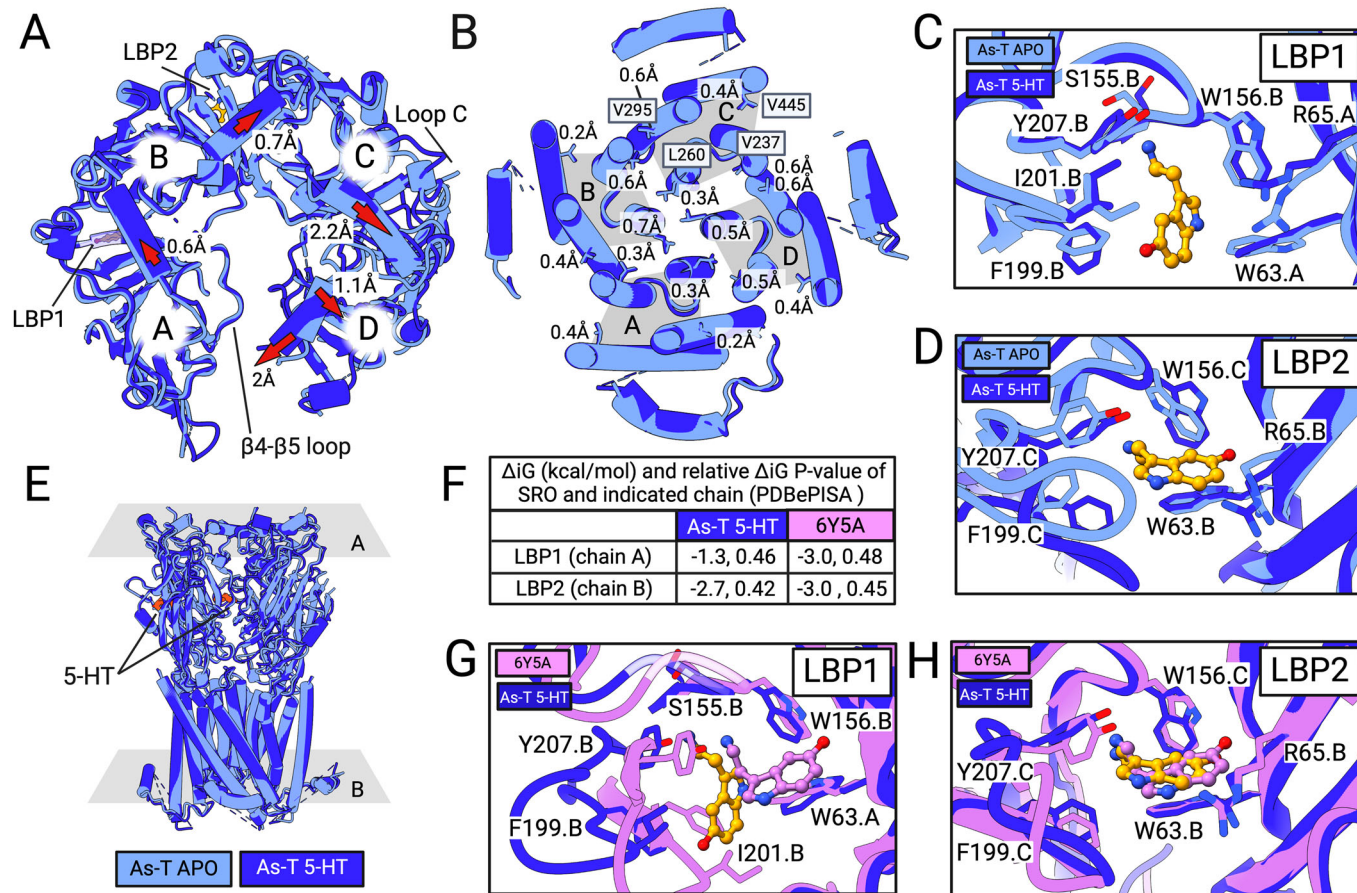 A
LBP2
B
0.7Å
C
Loop C
0.6Å
2.2Å
1.1Å
LBP1
A
D
2Å
β4-β5 loop
B
0.6Å
0.4Å
V295
V445
C
0.2Å
V237
L260
0.6Å
0.6Å
B
0.6Å
0.3Å
0.7Å
0.5Å
D
0.4Å
0.3Å
0.3Å
0.5Å
0.4Å
A
0.4Å
0.2Å
C
As-T APO
As-T 5-HT
LBP1
S155.B
W156.B
R65.A
Y207.B
I201.B
F199.B
W63.A
D
As-T APO
As-T 5-HT
LBP2
W156.C
R65.B
Y207.C
W63.B
F199.C
E
A
5-HT
B
As-T APO
As-T 5-HT
F
ΔiG (kcal/mol) and relative ΔiG P-value of
SRO and indicated chain (PDBePISA )
As-T 5-HT 6Y5A
LBP1 (chain A) -1.3, 0.46 -3.0, 0.48
LBP2 (chain B) -2.7, 0.42 -3.0 , 0.45
G
6Y5A
As-T 5-HT
LBP1
S155.B
W156.B
Y207.B
F199.B
W63.A
I201.B
H
6Y5A
As-T 5-HT
LBP2
W156.C
R65.B
Y207.C
W63.B
F199.C